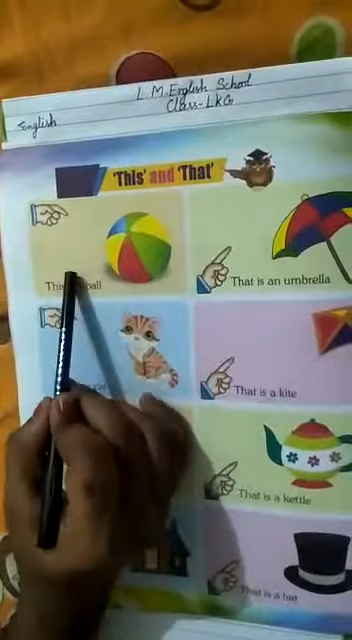 L. M. English School
Class- LKG
English
'This' and 'That'
This ball
That is an umbrella
That is a kite
That is a kettle
That is a hat